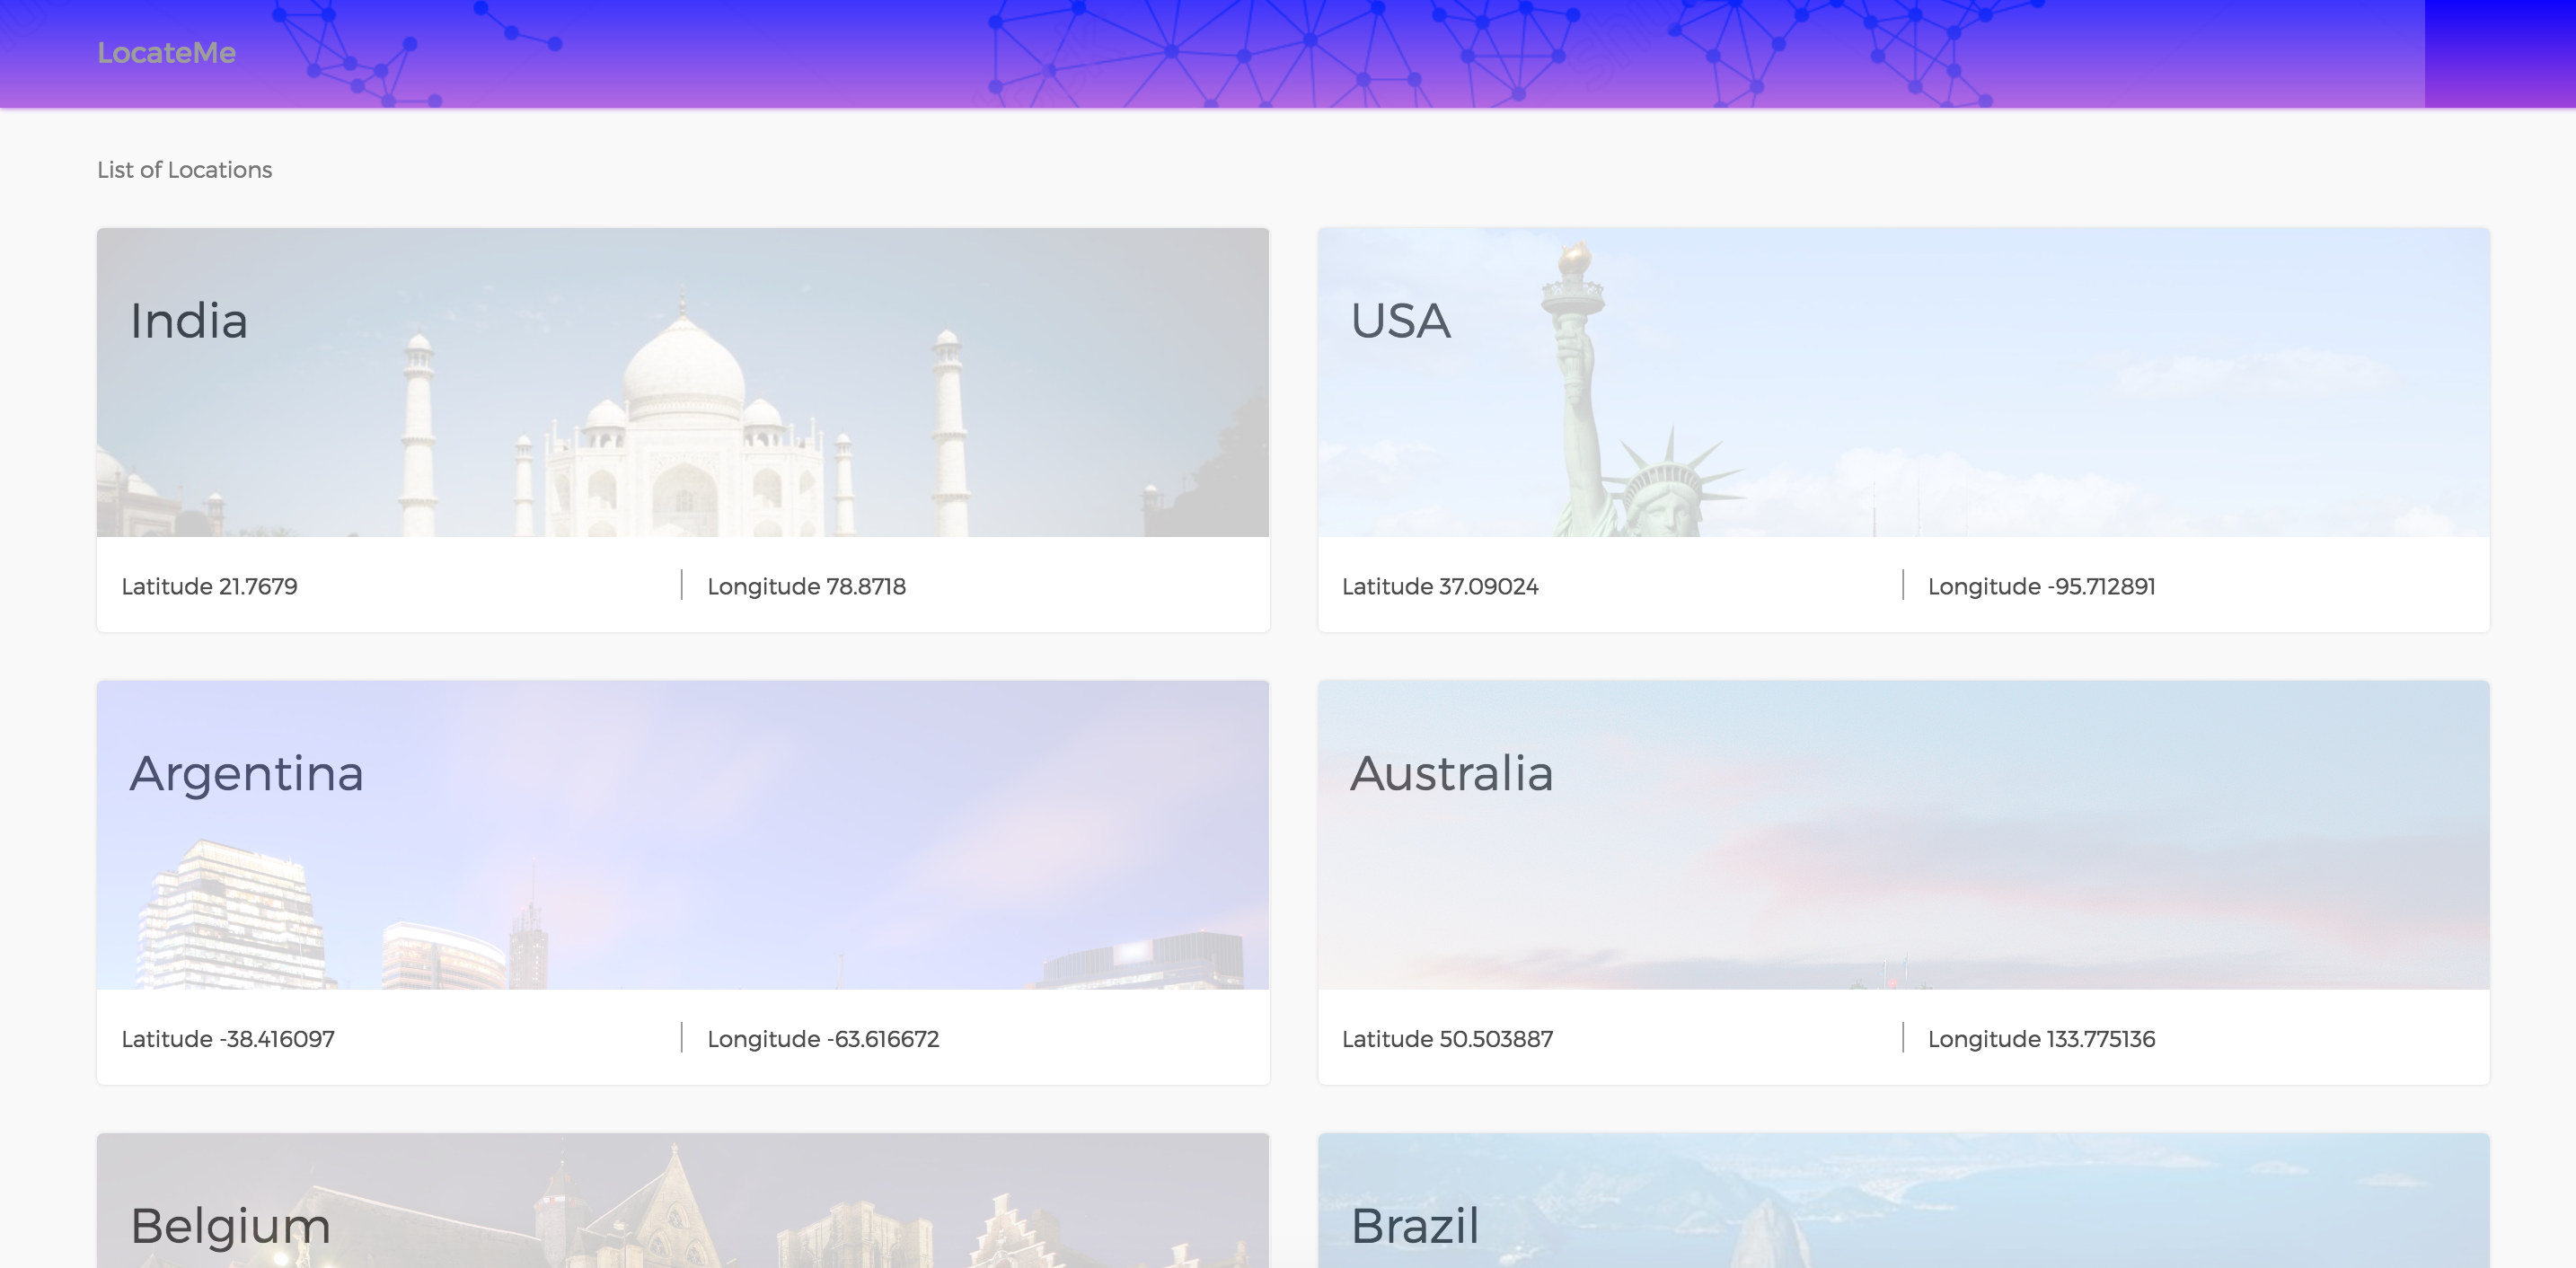 LocateMe
List of Locations
India
USA
Latitude 21.7679
Longitude 78.8718
Latitude 37.09024
Longitude -95.712891
Argentina
Australia
Latitude -38.416097
Longitude -63.616672
Latitude 50.503887
Longitude 133.775136
Belgium
Brazil